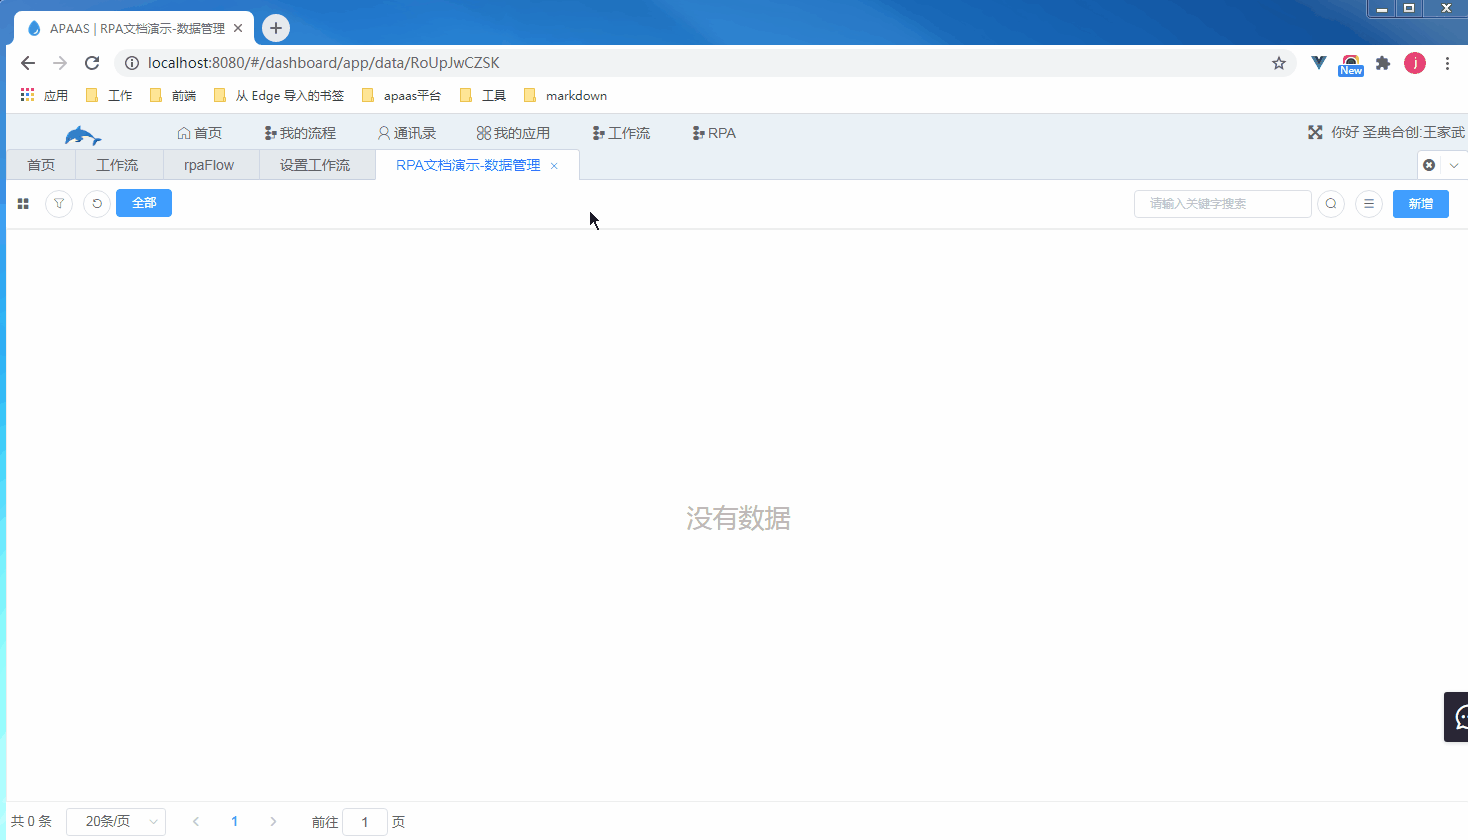 APAAS | RPA文档演示-数据管理
localhost:8080/#/dashboard/app/data/RoUpJwCZSK
New
j
应用 工作 前端 从 Edge 导入的书签 apaas平台 工具 markdown
首页 我的流程 通讯录 我的应用 工作流 RPA 你好 圣典合创:王家武
首页 工作流 rpaFlow 设置工作流 RPA文档演示-数据管理
全部 请输入关键字搜索 新增
没有数据
共 0 条 20条/页 1 前往 1 页